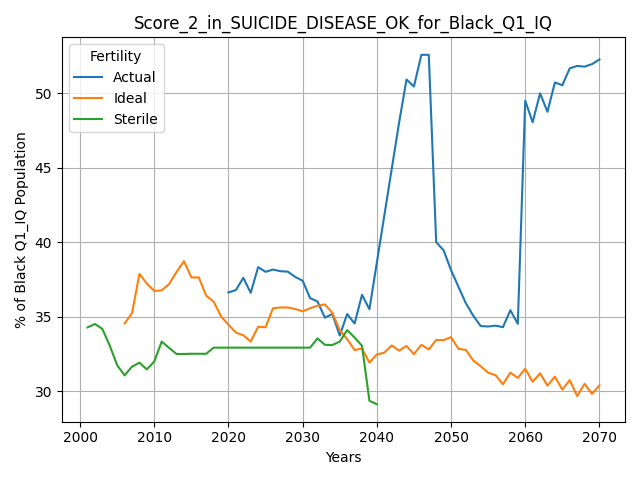 Score_2_in_SUICIDE_DISEASE_OK_for_Black_Q1_IQ
Fertility
Actual
Ideal
Sterile
% of Black Q1_IQ Population
50
45
40
35
30
2000 2010 2020 2030 2040 2050 2060 2070
Years